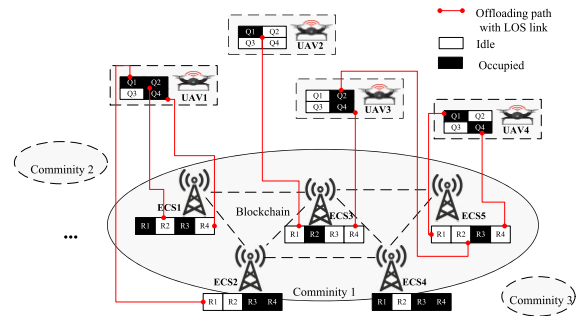 Offloading path
with LOS link
Idle
Occupied
Q1 Q2
Q3 Q4
UAV1
Q1 Q2
Q3 Q4
UAV2
Q1 Q2
Q3 Q4
UAV3
Q1 Q2
Q3 Q4
UAV4
Comminity 2
...
Blockchain
ECS1
R1 R2 R3 R4
ECS3
R1 R2 R3 R4
ECS5
R1 R2 R3 R4
ECS2
R1 R2 R3 R4
ECS4
R1 R2 R3 R4
Comminity 1
Comminity 3